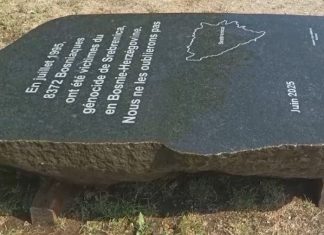 En juillet 1995,
8372 Bosniaques
ont été victimes du
génocide de Srebrenica,
en Bosnie-Herzégovine.
Nous ne les oublierons pas
Srebrenica
Juin 2025